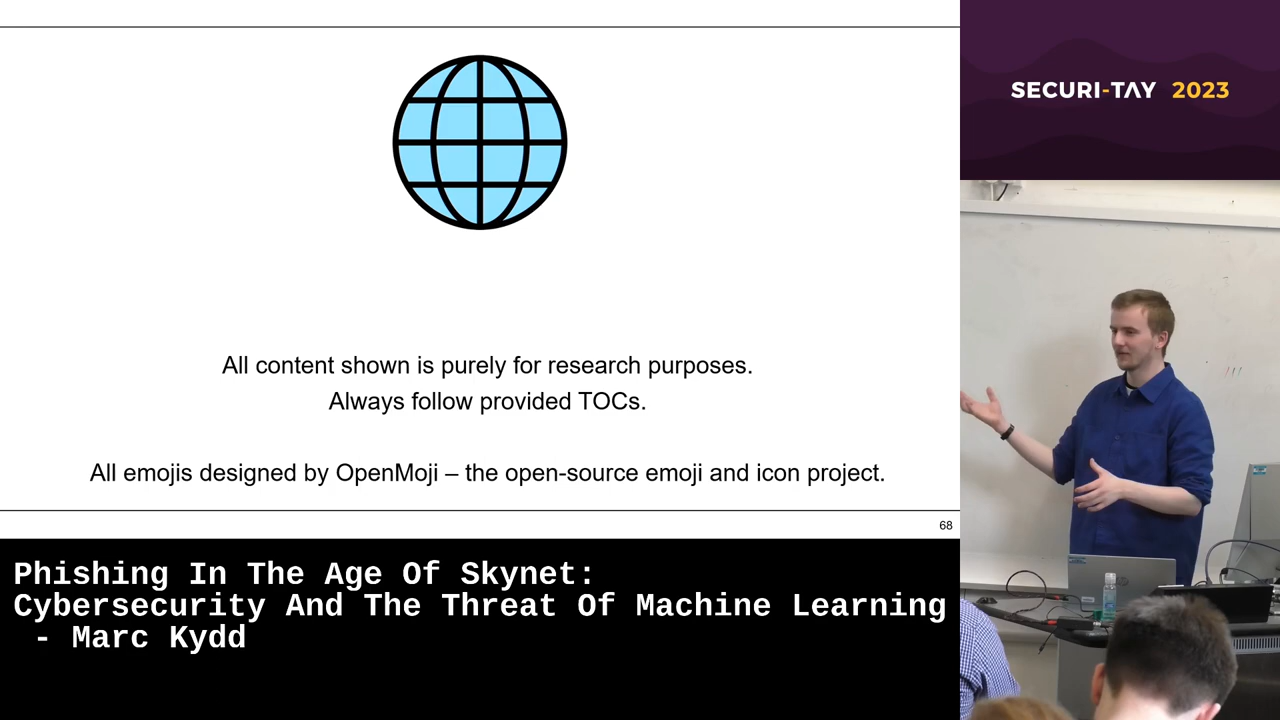 SECURI-TAY 2023
All content shown is purely for research purposes.
Always follow provided TOCs.
All emojis designed by OpenMoji – the open-source emoji and icon project.
68
Phishing In The Age Of Skynet:
Cybersecurity And The Threat Of Machine Learning
- Marc Kydd